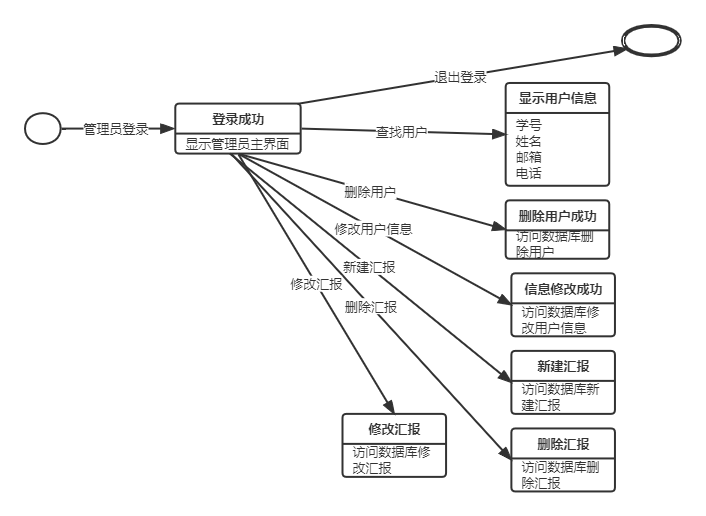 退出登录
管理员登录
登录成功
显示管理员主界面
查找用户
显示用户信息
学号
姓名
邮箱
电话
删除用户
删除用户成功
访问数据库删
除用户
修改用户信息
信息修改成功
访问数据库修
改用户信息
新建汇报
新建汇报
访问数据库新
建汇报
修改汇报
删除汇报
修改汇报
访问数据库修
改汇报
删除汇报
访问数据库删
除汇报